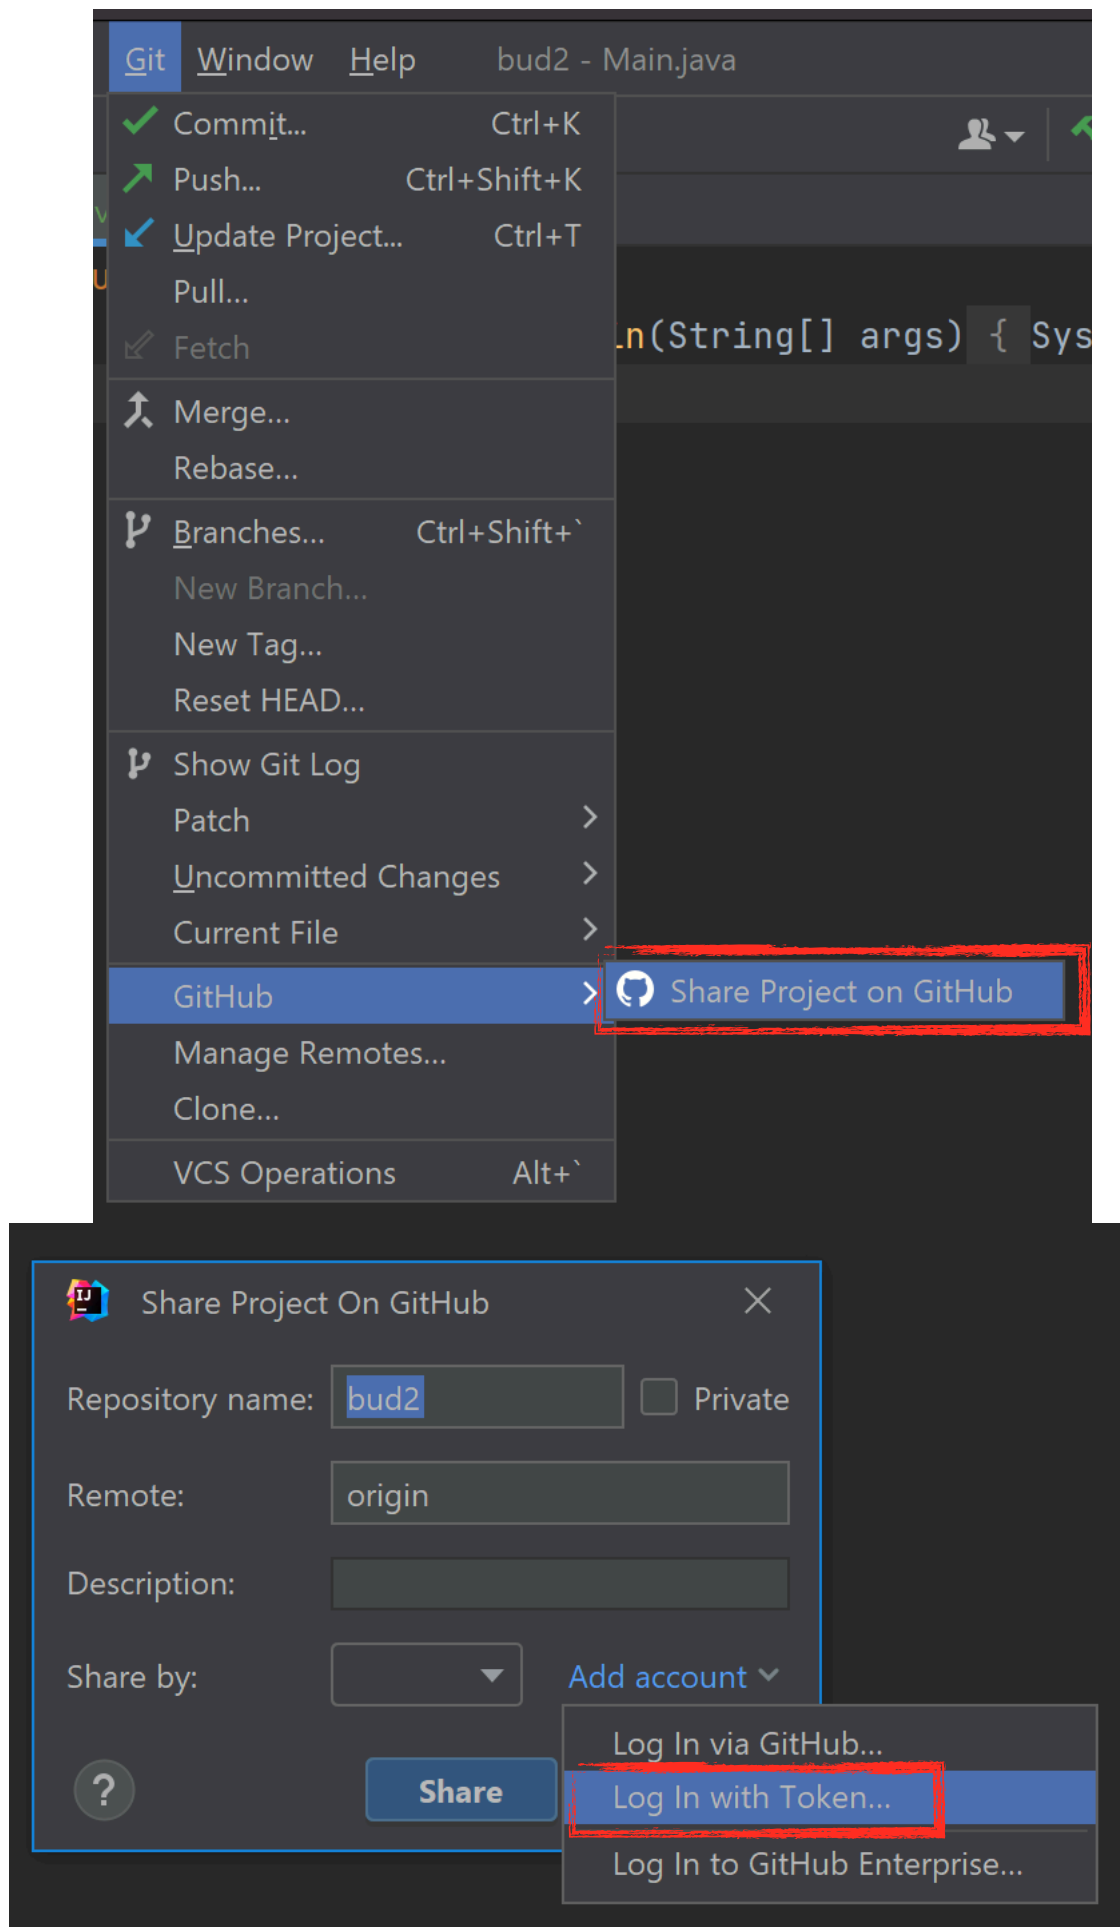 Git Window Help bud2 - Main.java
Commit... Ctrl+K
Push... Ctrl+Shift+K
Update Project... Ctrl+T
Pull...
Fetch
in(String[] args) { Sys
Merge...
Rebase...
Branches... Ctrl+Shift+`
New Branch...
New Tag...
Reset HEAD...
Show Git Log
Patch
Uncommitted Changes
Current File
GitHub Share Project on GitHub
Manage Remotes...
Clone...
VCS Operations Alt+`
IJ Share Project On GitHub
Repository name: bud2 Private
Remote: origin
Description:
Share by: Add account
Log In via GitHub...
? Share Log In with Token...
Log In to GitHub Enterprise...